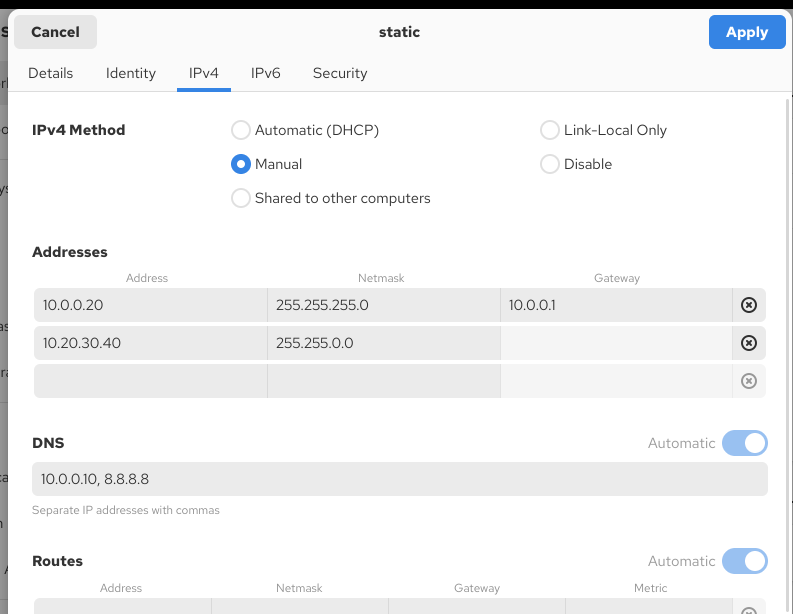 Cancel static Apply
Details Identity IPv4 IPv6 Security
IPv4 Method Automatic (DHCP) Link-Local Only
Manual Disable
Shared to other computers
Addresses
Address Netmask Gateway
10.0.0.20 255.255.255.0 10.0.0.1
10.20.30.40 255.255.0.0
DNS Automatic
10.0.0.10, 8.8.8.8
Separate IP addresses with commas
Routes Automatic
Address Netmask Gateway Metric